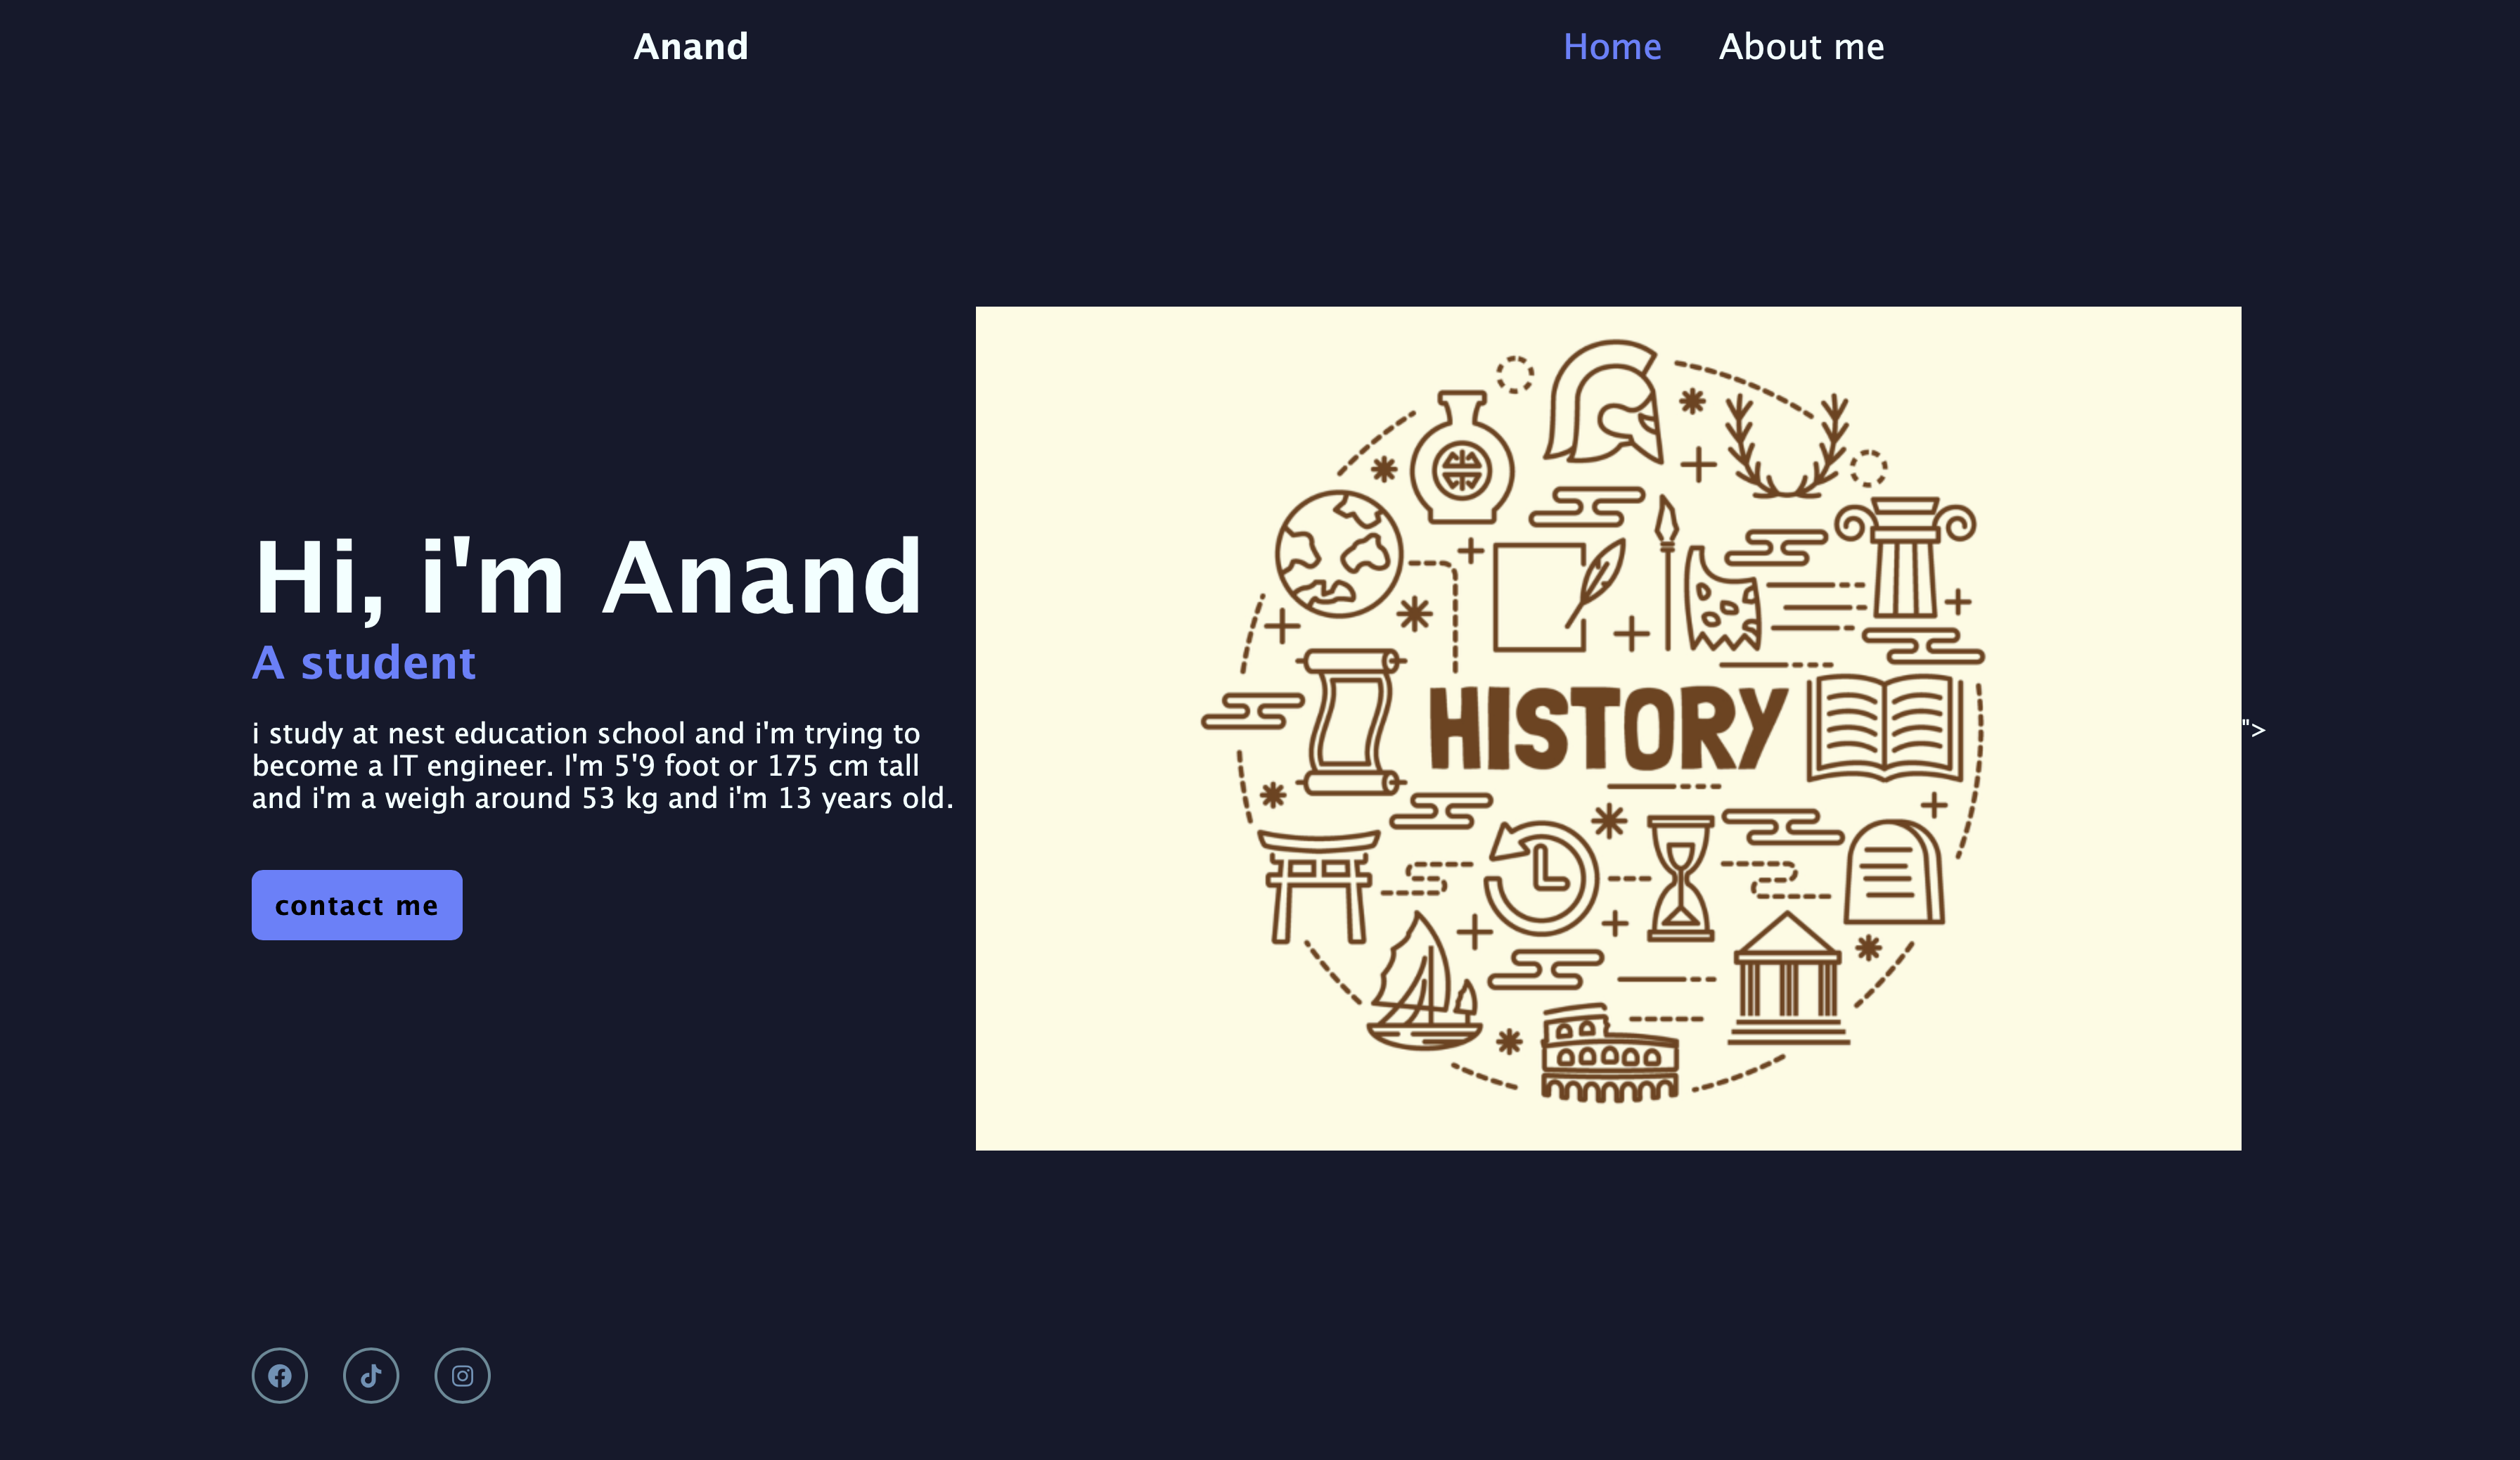 Anand
Home
About me
Hi, i'm Anand
A student
i study at nest education school and i'm trying to
become a IT engineer. I'm 5'9 foot or 175 cm tall
and i'm a weigh around 53 kg and i'm 13 years old.
contact me
HISTORY
">